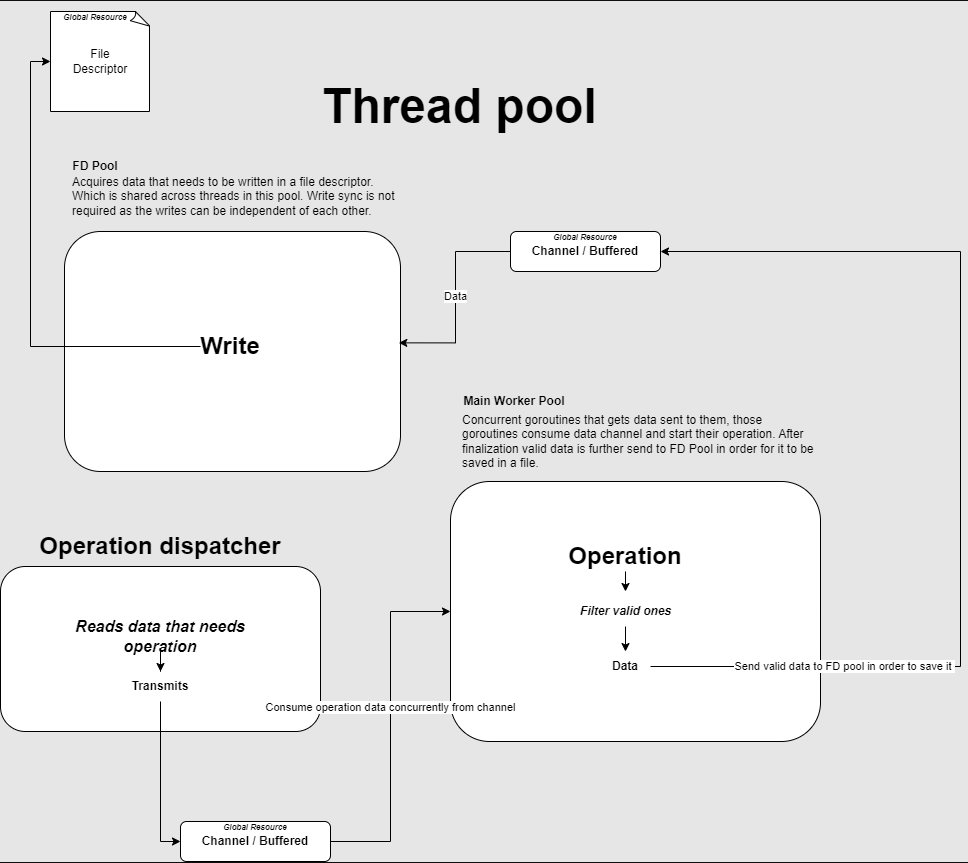 Global Resource
File
Descriptor
Thread pool
FD Pool
Acquires data that needs to be written in a file descriptor.
Which is shared across threads in this pool. Write sync is not
required as the writes can be independent of each other.
Global Resource
Channel / Buffered
Data
Write
Main Worker Pool
Concurrent goroutines that gets data sent to them, those
goroutines consume data channel and start their operation. After
finalization valid data is further send to FD Pool in order for it to be
saved in a file.
Operation dispatcher
Operation
Filter valid ones
Data
Send valid data to FD pool in order to save it
Reads data that needs
operation
Transmits
Consume operation data concurrently from channel
Global Resource
Channel / Buffered